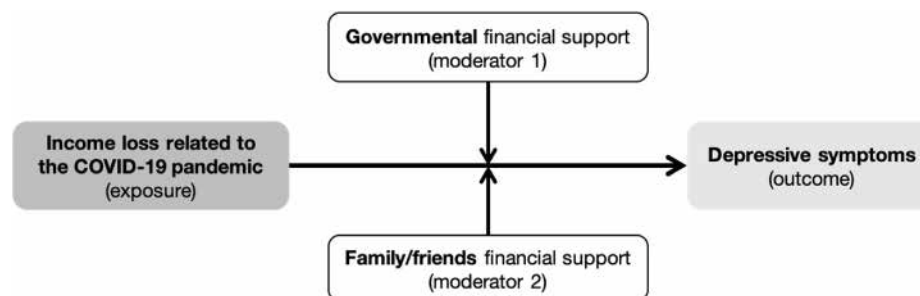 Governmental financial support
(moderator 1)
Income loss related to
the COVID-19 pandemic
(exposure)
Depressive symptoms
(outcome)
Family/friends financial support
(moderator 2)